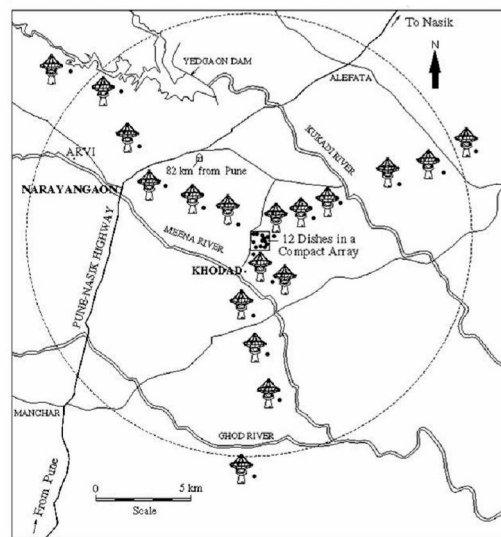 To Nasik
N
YEDGAON DAM
ALEFATA
KUKADI RIVER
ARVI
82 km from Pune
NARAYANGAON
MEENA RIVER
12 Dishes in a
Compact Array
KHODAD
PUNE-NASIK HIGHWAY
MANCHAR
GHOD RIVER
From Pune
0 5 km
Scale